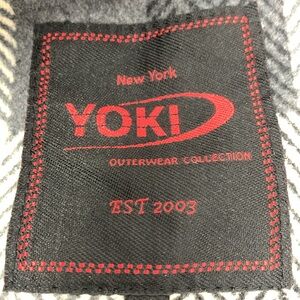 New York
YOKI
OUTERWEAR COLLECTION
EST 2003